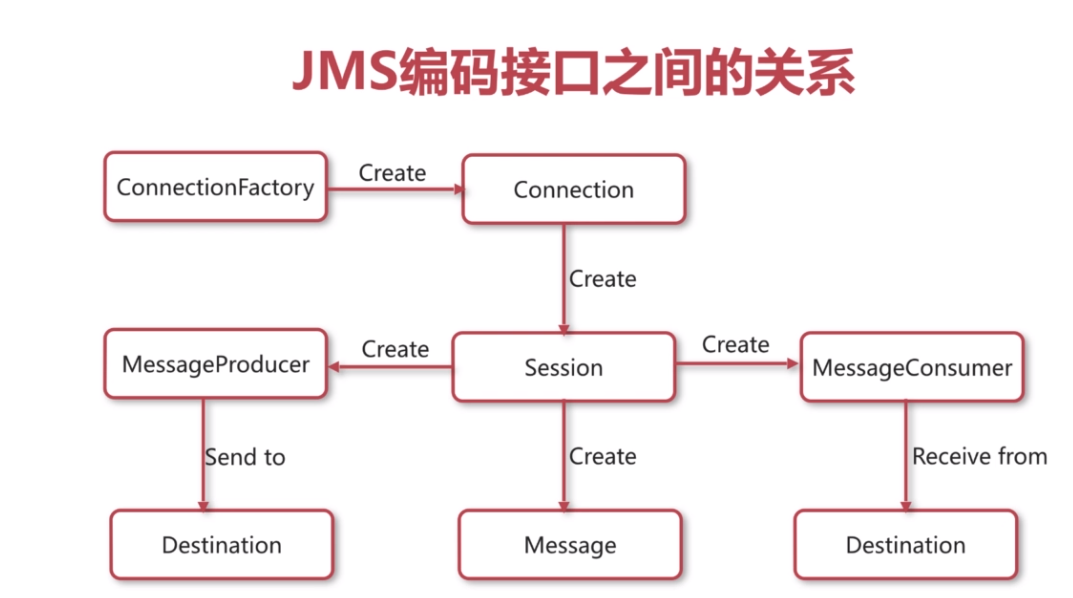 JMS编码接口之间的关系
ConnectionFactory
Create
Connection
Create
MessageProducer
Create
Session
Create
MessageConsumer
Send to
Create
Receive from
Destination
Message
Destination